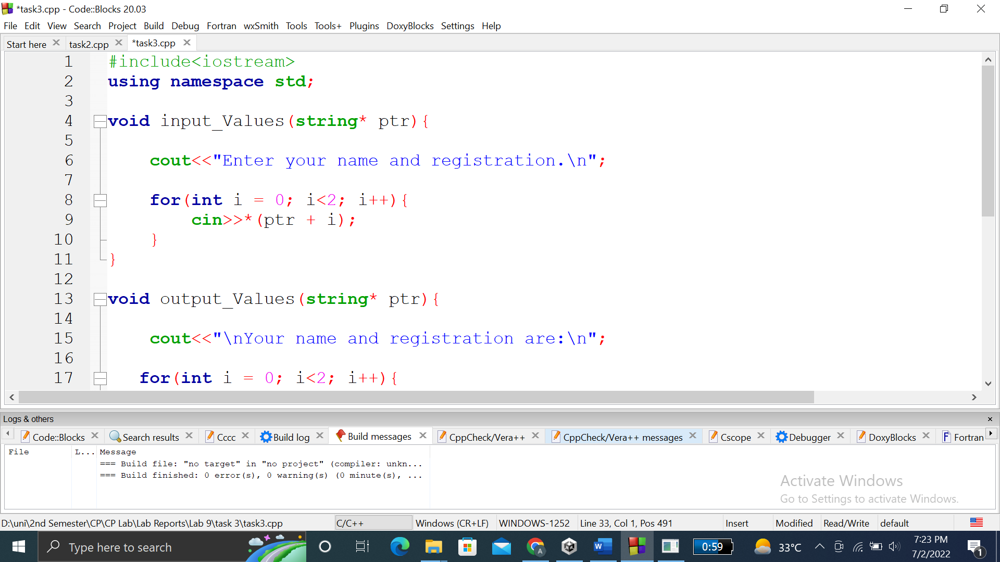 *task3.cpp - Code::Blocks 20.03
File Edit View Search Project Build Debug Fortran wxSmith Tools Tools+ Plugins DoxyBlocks Settings Help
Start here task2.cpp *task3.cpp
1 #include<iostream>
2 using namespace std;
3
4 void input_Values(string* ptr){
5
6 cout<<"Enter your name and registration.\n";
7
8 for(int i = 0; i<2; i++){
9 cin>>*(ptr + i);
10 }
11 }
12
13 void output_Values(string* ptr){
14
15 cout<<"\nYour name and registration are:\n";
16
17 for(int i = 0; i<2; i++){
Logs & others
Code::Blocks Search results Cccc Build log Build messages CppCheck/Vera++ CppCheck/Vera++ messages Cscope Debugger DoxyBlocks Fortran
File L... Message
=== Build file: "no target" in "no project" (compiler: unkn...
=== Build finished: 0 error(s), 0 warning(s) (0 minute(s), ...
Activate Windows
Go to Settings to activate Windows.
D:\uni\2nd Semester\CP\CP Lab\Lab Reports\Lab 9\task 3\task3.cpp C/C++ Windows (CR+LF) WINDOWS-1252 Line 33, Col 1, Pos 491 Insert Modified Read/Write default
Type here to search 0:59 33°C 7:23 PM
7/2/2022 1